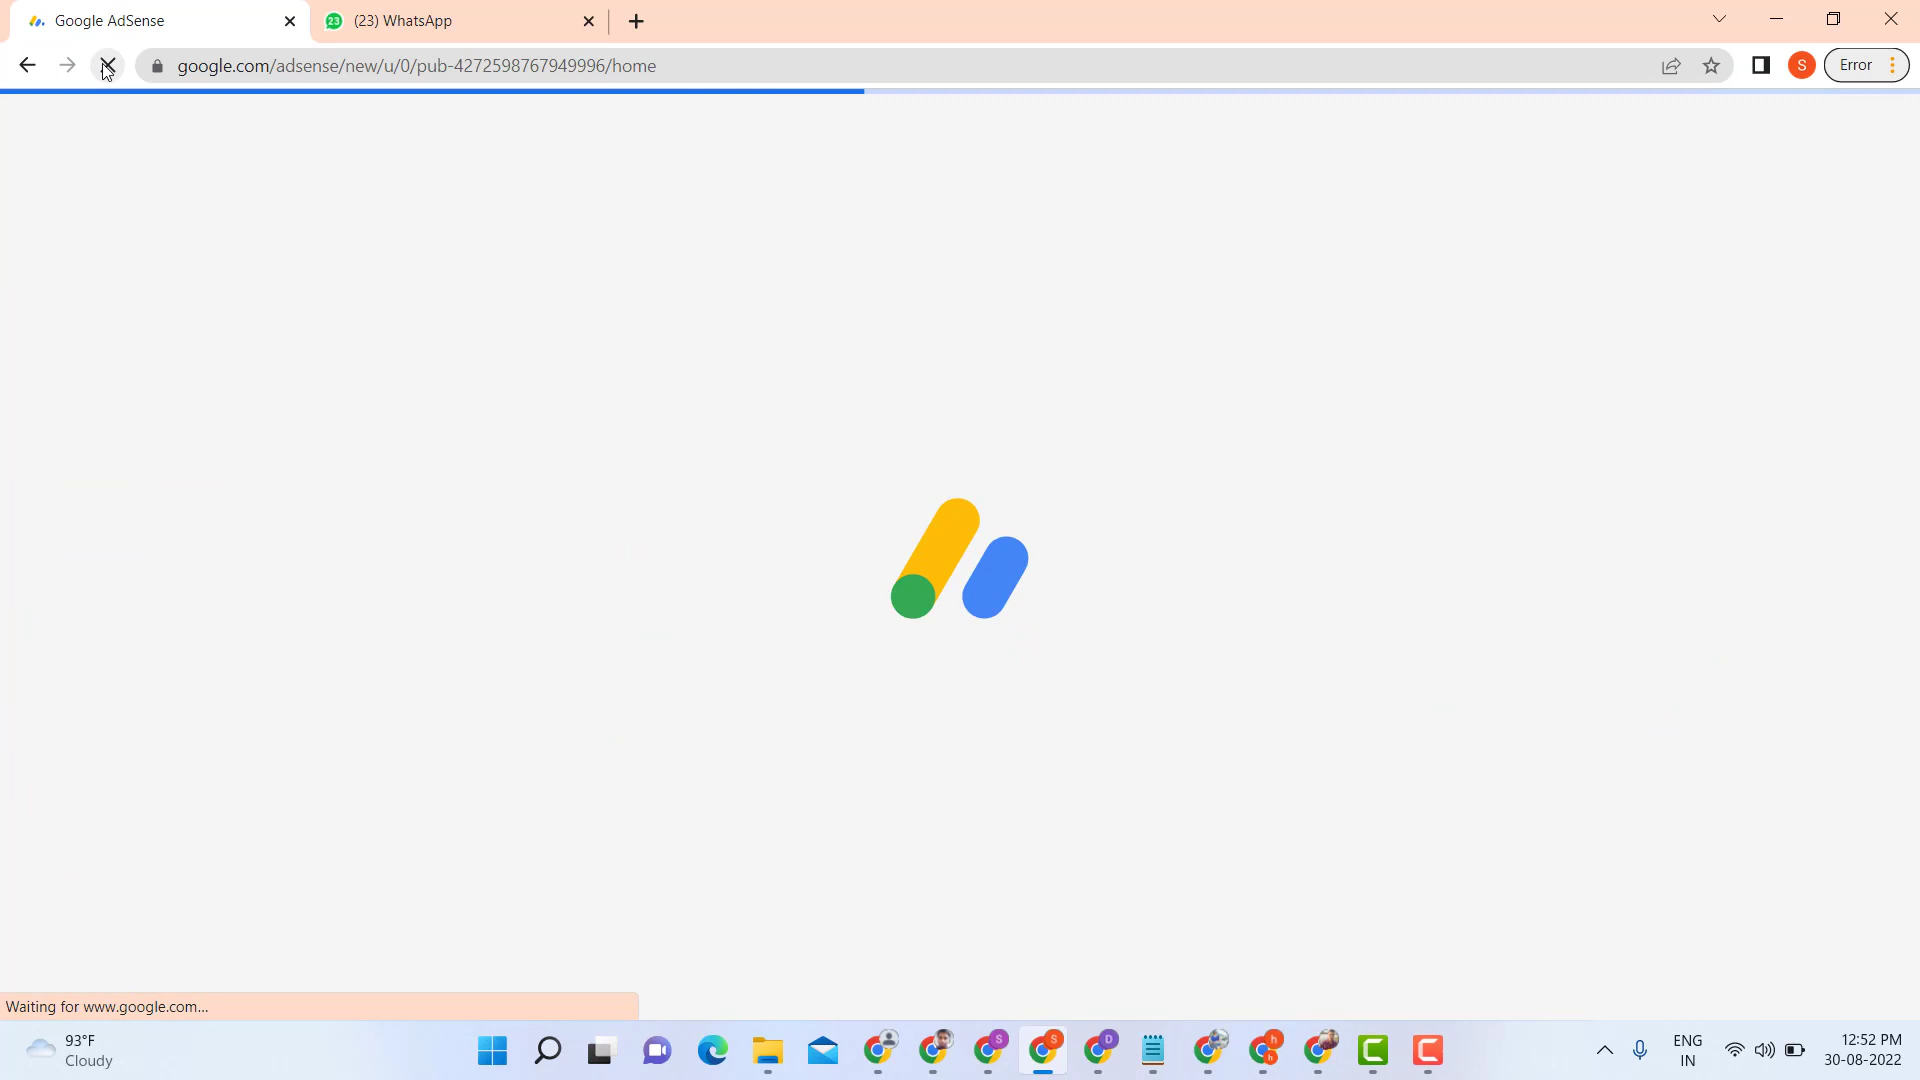 Google AdSense
(23) WhatsApp
google.com/adsense/new/u/0/pub-4272598767949996/home
S
Error
Waiting for www.google.com...
93°F
Cloudy
ENG
IN
12:52 PM
30-08-2022